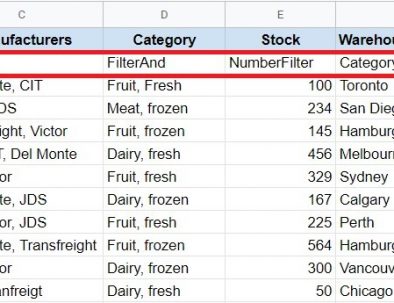 C D E
ufacturers Category Stock Warehou
FilterAnd NumberFilter Category
te, CIT Fruit, Fresh 100 Toronto
DS Meat, frozen 234 San Dieg
ight, Victor Fruit, frozen 145 Hamburg
T, Del Monte Dairy, fresh 456 Melbourn
or Fruit, fresh 329 Sydney
te, JDS Dairy, frozen 167 Calgary
or, JDS Fruit, fresh 225 Perth
te, Transfreight Fruit, frozen 564 Hamburg
or Dairy, frozen 300 Vancouv
anfreigt Dairy, fresh 50 Chicago